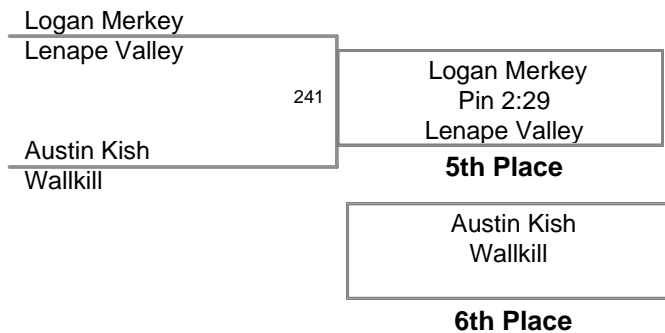 Logan Merkey
Lenape Valley
241
Austin Kish
Wallkill
Logan Merkey
Pin 2:29
Lenape Valley
5th Place
Austin Kish
Wallkill
6th Place